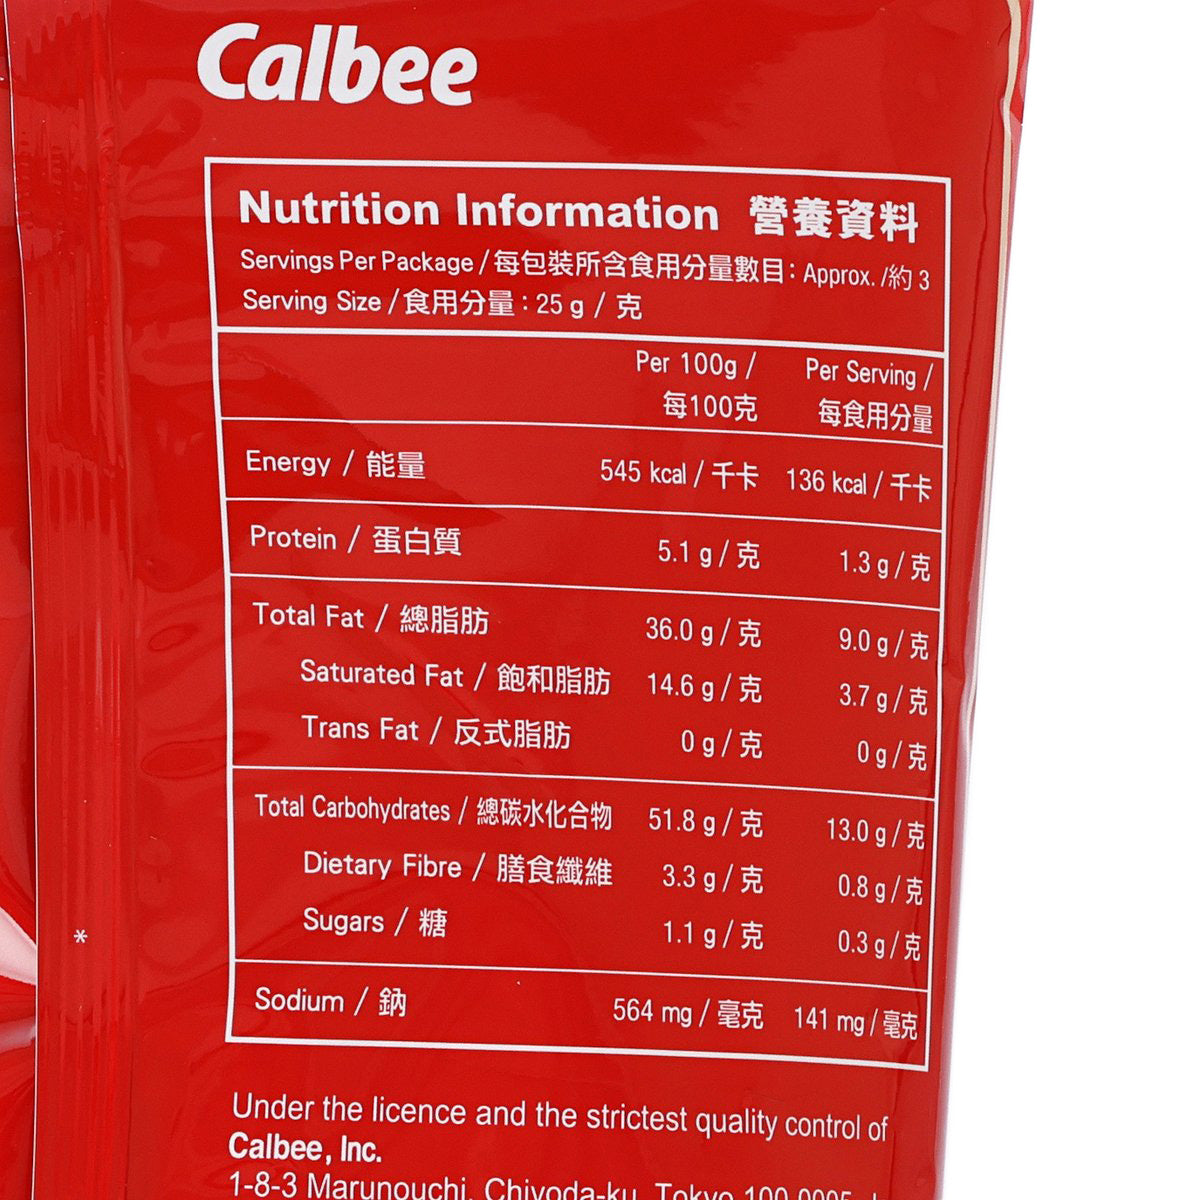 Calbee
Nutrition Information 營養資料
Servings Per Package / 每包裝所含食用分量數目: Approx. /約 3
Serving Size / 食用分量 : 25 g / 克
Per 100g / Per Serving /
每100克 每食用分量
Energy / 能量 545 kcal / 千卡 136 kcal / 千卡
Protein / 蛋白質 5.1 g / 克 1.3 g / 克
Total Fat / 總脂肪 36.0 g / 克 9.0 g / 克
Saturated Fat / 飽和脂肪 14.6 g / 克 3.7 g / 克
Trans Fat / 反式脂肪 0 g / 克 0 g / 克
Total Carbohydrates / 總碳水化合物 51.8 g / 克 13.0 g / 克
Dietary Fibre / 膳食纖維 3.3 g / 克 0.8 g / 克
Sugars / 糖 1.1 g / 克 0.3 g / 克
*
Sodium / 鈉 564 mg / 毫克 141 mg / 毫克
Under the licence and the strictest quality control of
Calbee, Inc.
1-8-3 Marunouchi, Chiyoda-ku, Tokyo